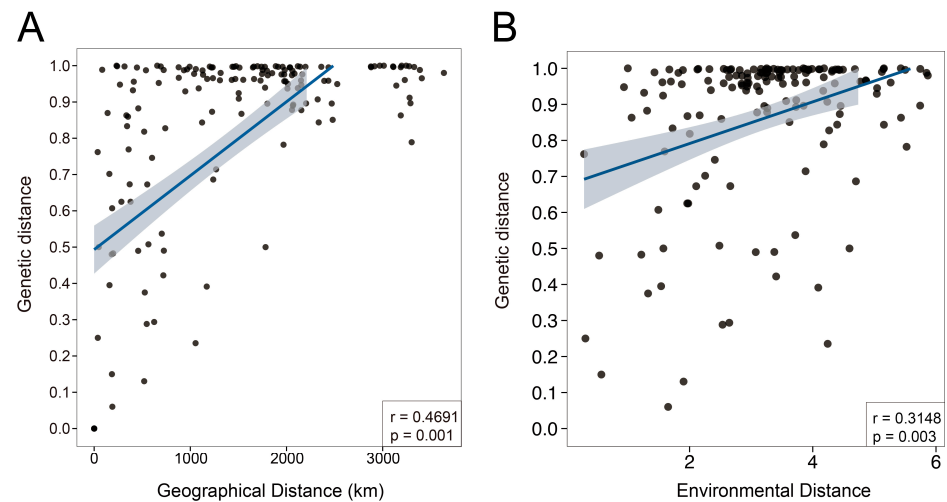 A
B
Genetic distance
1.0
0.9
0.8
0.7
0.6
0.5
0.4
0.3
0.2
0.1
0.0
0
1000
2000
3000
r = 0.4691
p = 0.001
Geographical Distance (km)
Genetic distance
1.0
0.9
0.8
0.7
0.6
0.5
0.4
0.3
0.2
0.1
0.0
2
4
6
r = 0.3148
p = 0.003
Environmental Distance